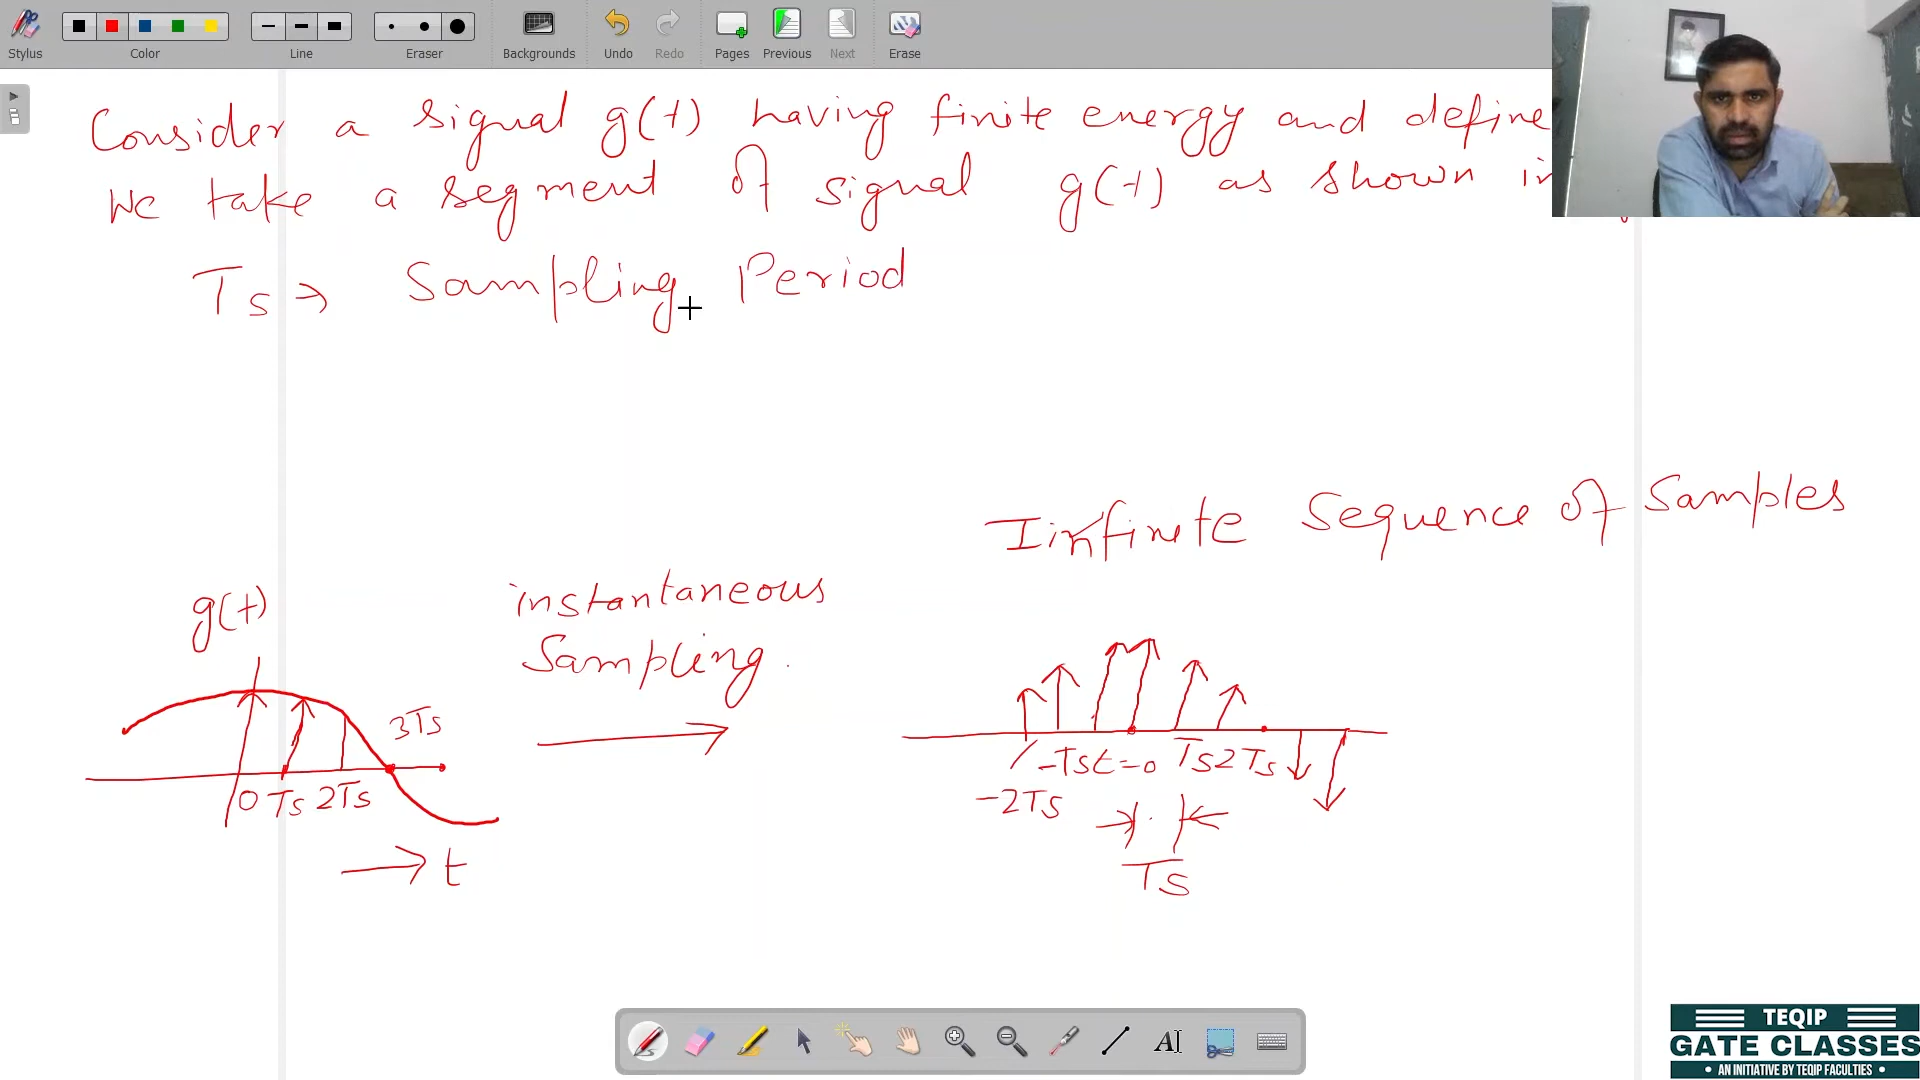 Stylus Color Line Eraser Backgrounds Undo Redo Pages Previous Next Erase
Consider a signal g(t) having finite energy and define
We take a segment of signal g(t) as shown in
Ts → Sampling Period
Infinite Sequence of Samples
instantaneous
Sampling.
g(t)
3Ts
0 Ts 2Ts
→ t
-Ts t=0 Ts 2Ts
-2Ts
Ts
AI
TEQIP
GATE CLASSES
• AN INITIATIVE BY TEQIP FACULTIES •